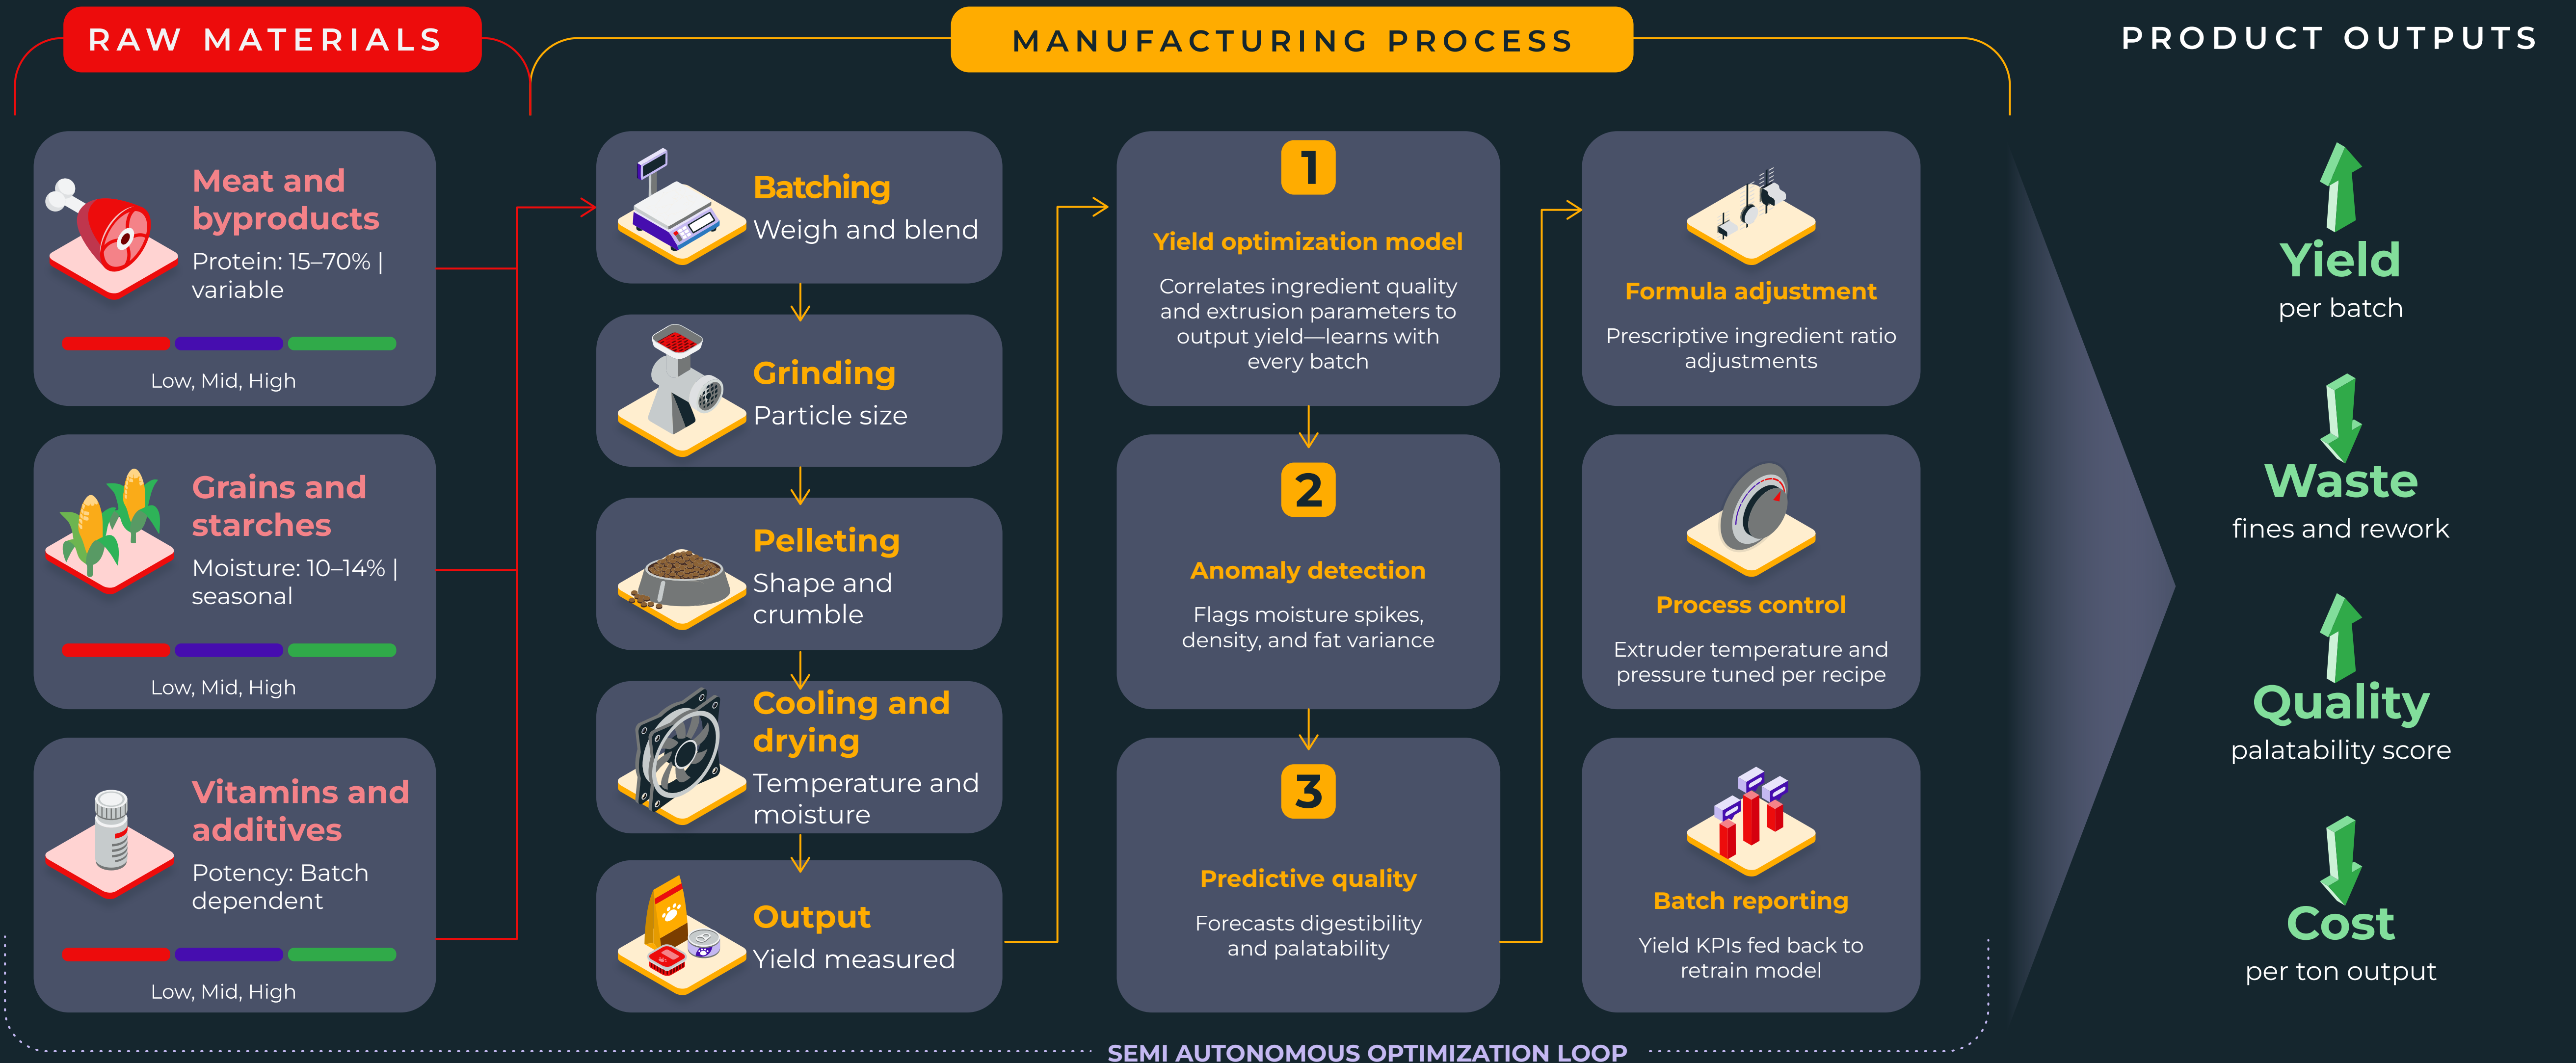 RAW MATERIALS
MANUFACTURING PROCESS
PRODUCT OUTPUTS
Meat and
byproducts
Protein: 15–70% |
variable
Low, Mid, High
Grains and
starches
Moisture: 10–14% |
seasonal
Low, Mid, High
Vitamins and
additives
Potency: Batch
dependent
Low, Mid, High
Batching
Weigh and blend
Grinding
Particle size
Pelleting
Shape and
crumble
Cooling and
drying
Temperature and
moisture
Output
Yield measured
1
Yield optimization model
Correlates ingredient quality
and extrusion parameters to
output yield—learns with
every batch
2
Anomaly detection
Flags moisture spikes,
density, and fat variance
3
Predictive quality
Forecasts digestibility
and palatability
Formula adjustment
Prescriptive ingredient ratio
adjustments
Process control
Extruder temperature and
pressure tuned per recipe
Batch reporting
Yield KPIs fed back to
retrain model
Yield
per batch
Waste
fines and rework
Quality
palatability score
Cost
per ton output
SEMI AUTONOMOUS OPTIMIZATION LOOP